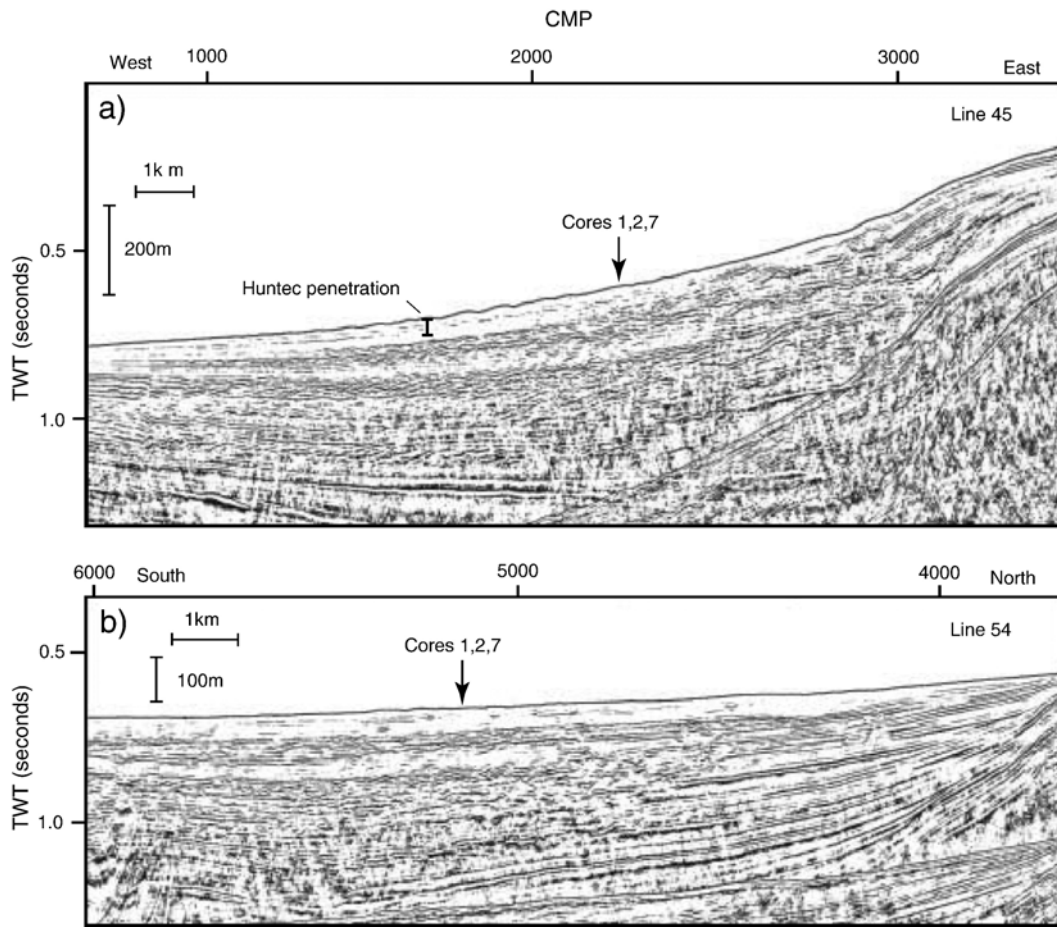 CMP
1000 2000 3000
West East
a) Line 45
1k m
200m
Cores 1,2,7
Huntec penetration
0.5
1.0
TWT (seconds)
6000 5000 4000
South North
b) Line 54
1km
100m
Cores 1,2,7
0.5
1.0
TWT (seconds)